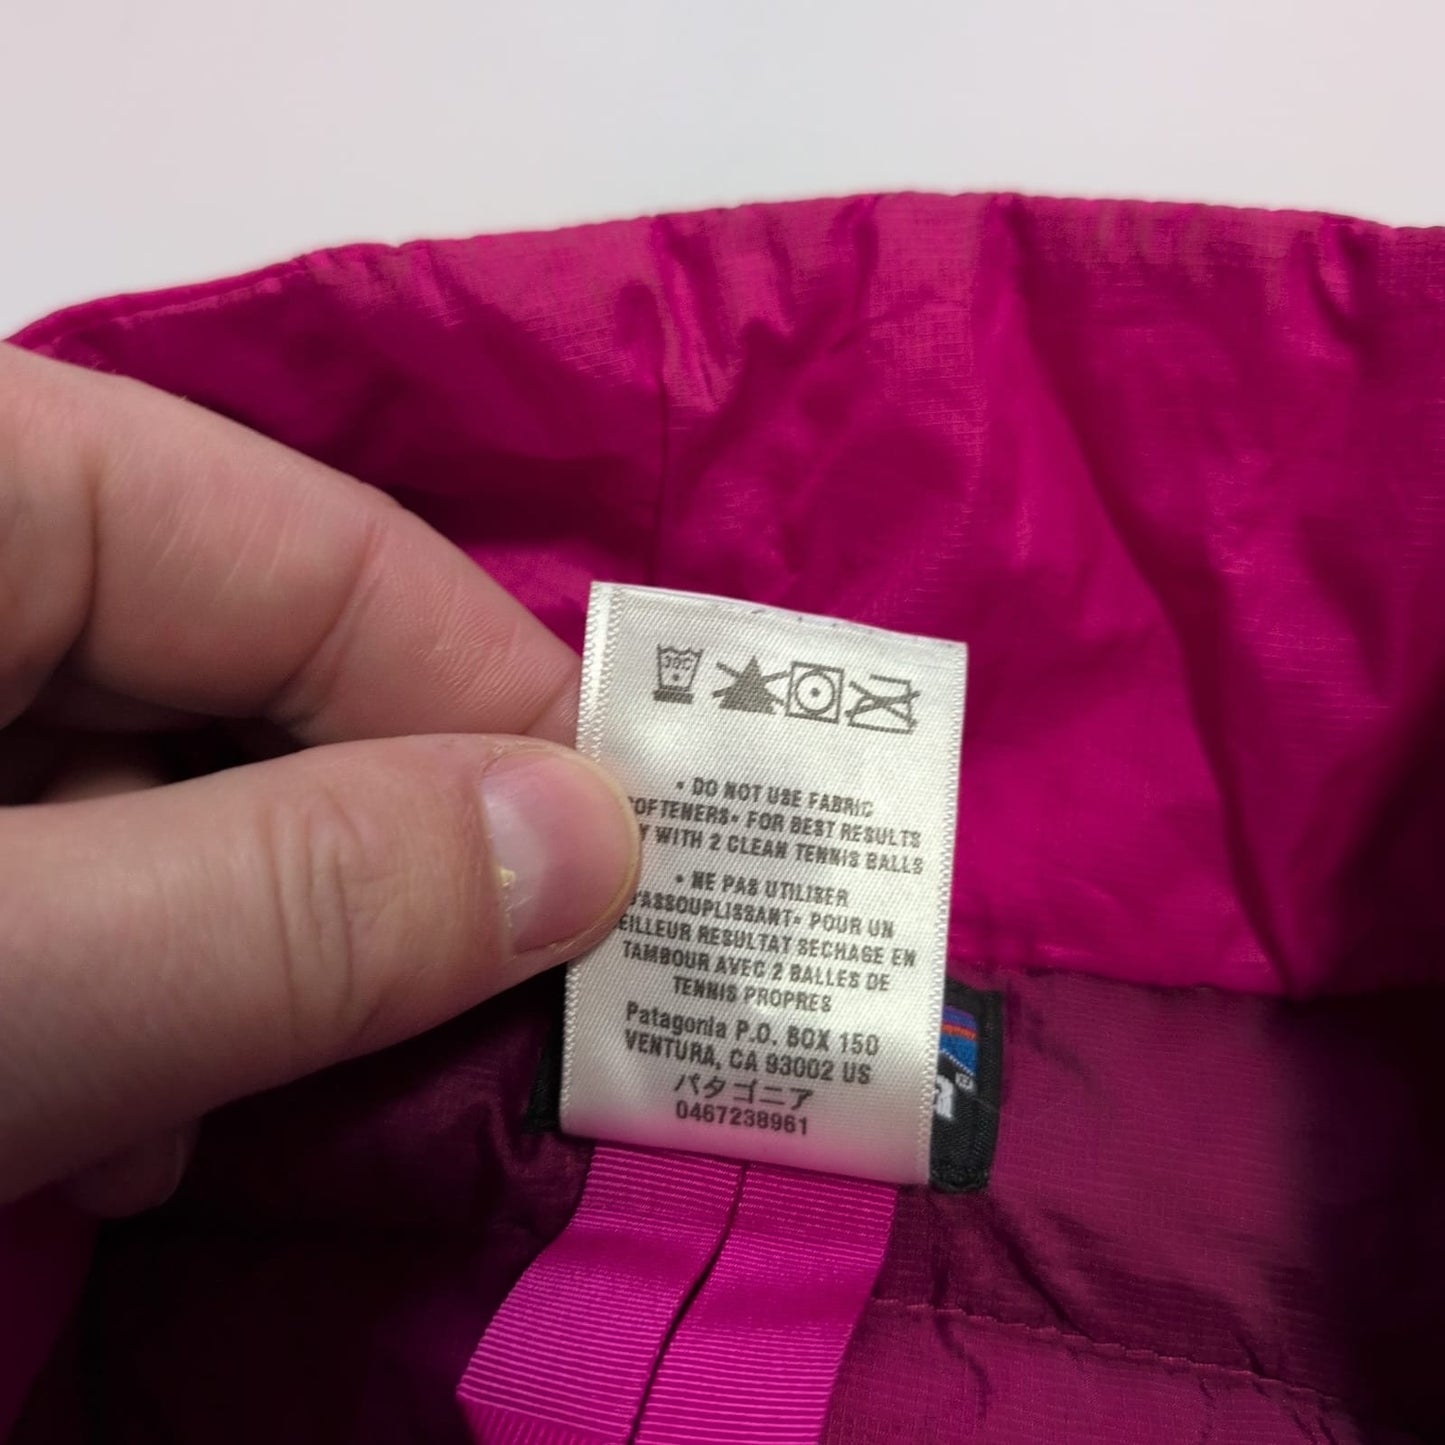 30C
• DO NOT USE FABRIC
OFTENERS• FOR BEST RESULTS
Y WITH 2 CLEAN TENNIS BALLS
• NE PAS UTILISER
'ASSOUPLISSANT• POUR UN
EILLEUR RESULTAT SECHAGE EN
TAMBOUR AVEC 2 BALLES DE
TENNIS PROPRES
Patagonia P.O. BOX 150
VENTURA, CA 93002 US
パタゴニア
0467238961
a